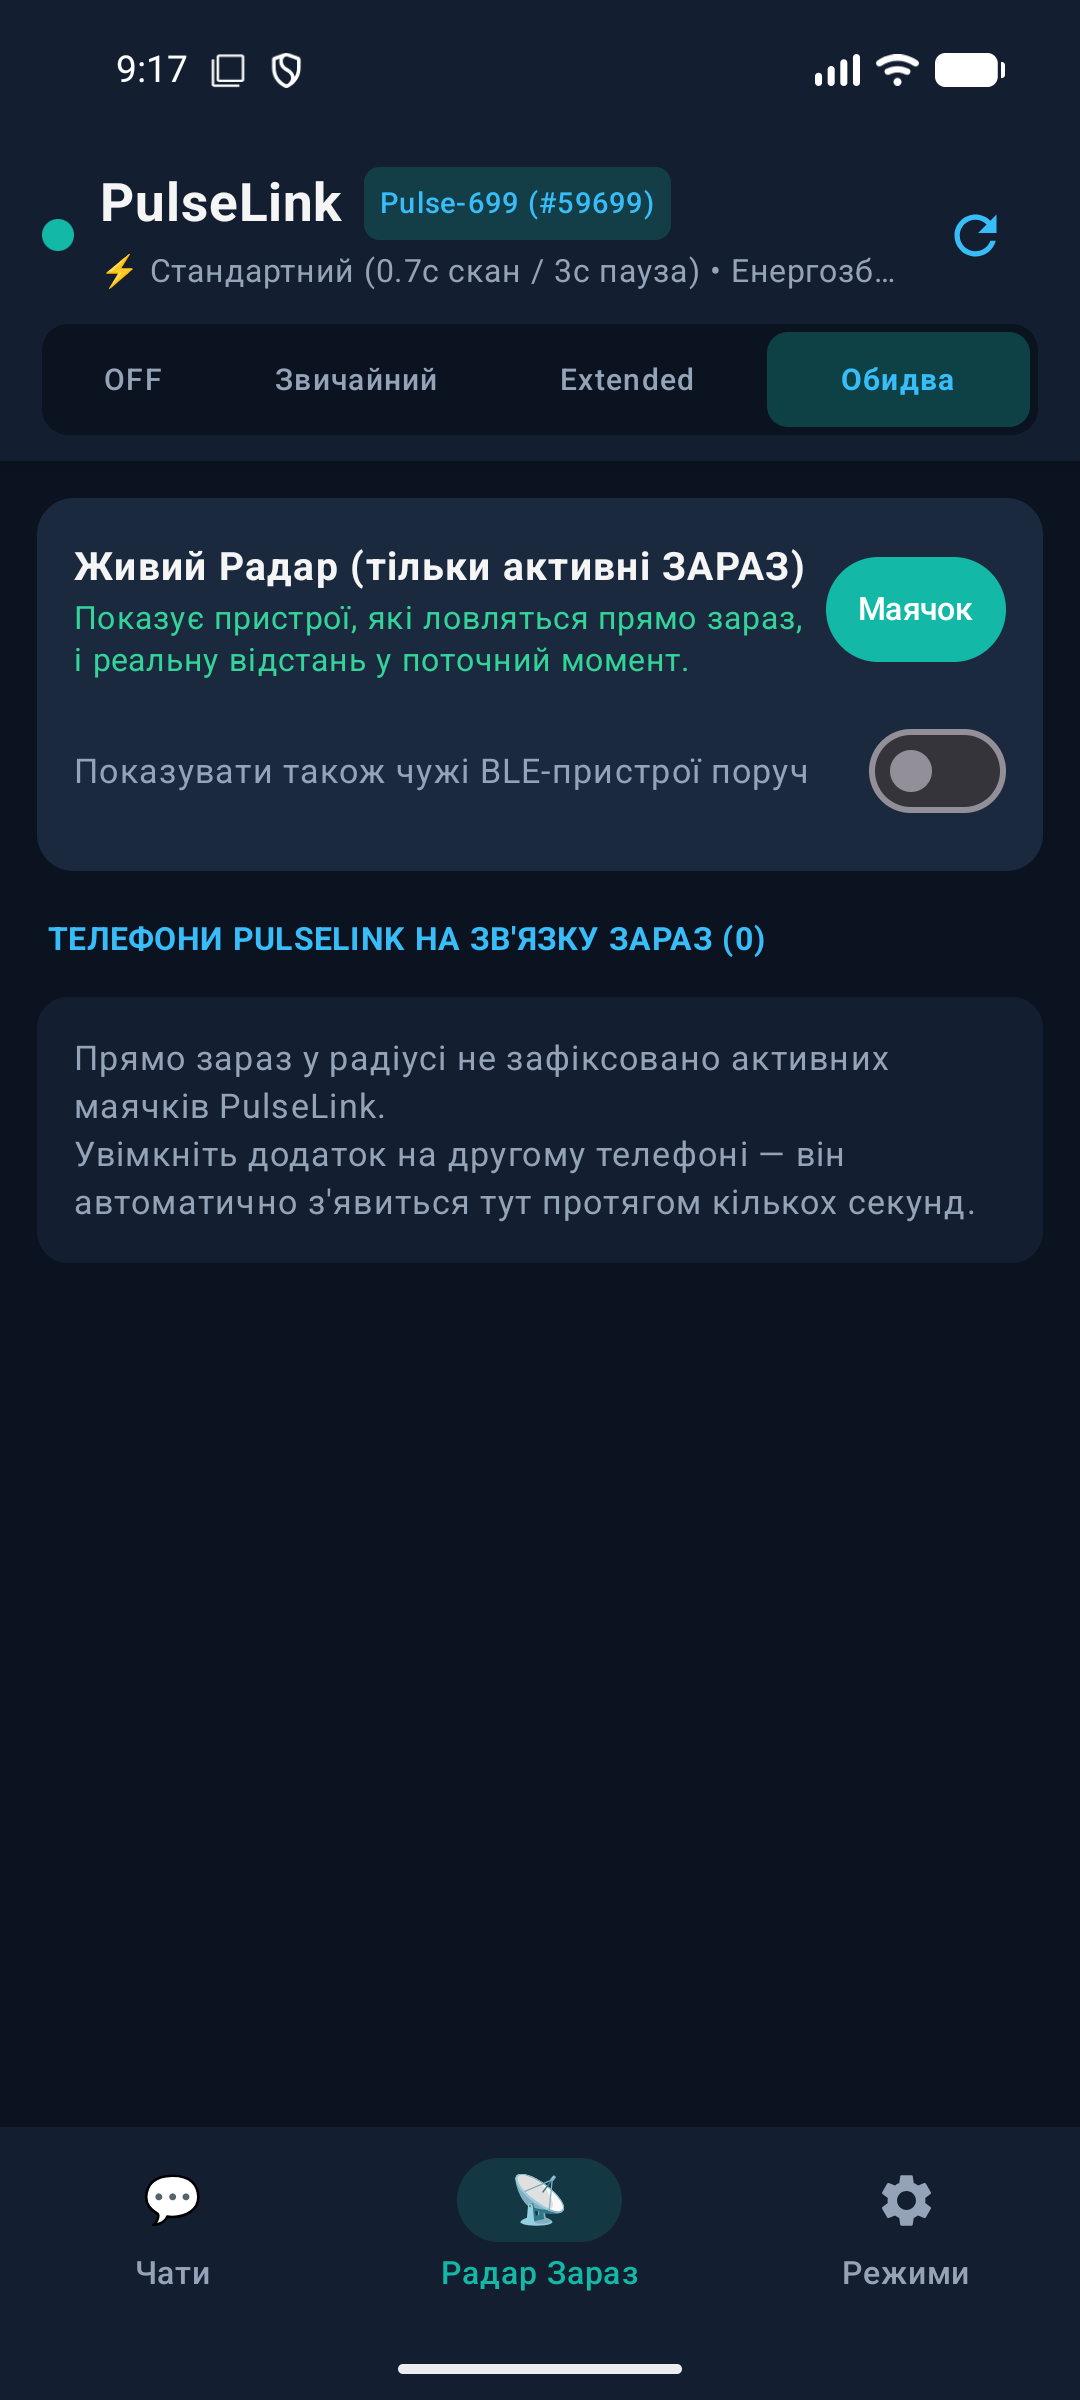 9:17
PulseLink
Pulse-699 (#59699)
⚡ Стандартний (0.7с скан / 3с пауза) • Енергозб…
OFF
Звичайний
Extended
Обидва
Живий Радар (тільки активні ЗАРАЗ)
Показує пристрої, які ловляться прямо зараз,
і реальну відстань у поточний момент.
Маячок
Показувати також чужі BLE-пристрої поруч
ТЕЛЕФОНИ PULSELINK НА ЗВ'ЯЗКУ ЗАРАЗ (0)
Прямо зараз у радіусі не зафіксовано активних
маячків PulseLink.
Увімкніть додаток на другому телефоні — він
автоматично з'явиться тут протягом кількох секунд.
Чати
Радар Зараз
Режими